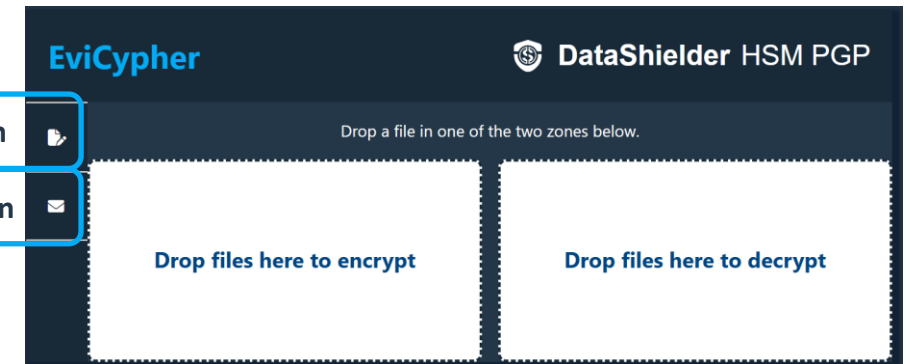 EviCypher
DataShielder HSM PGP
Drop a file in one of the two zones below.
Drop files here to encrypt
Drop files here to decrypt